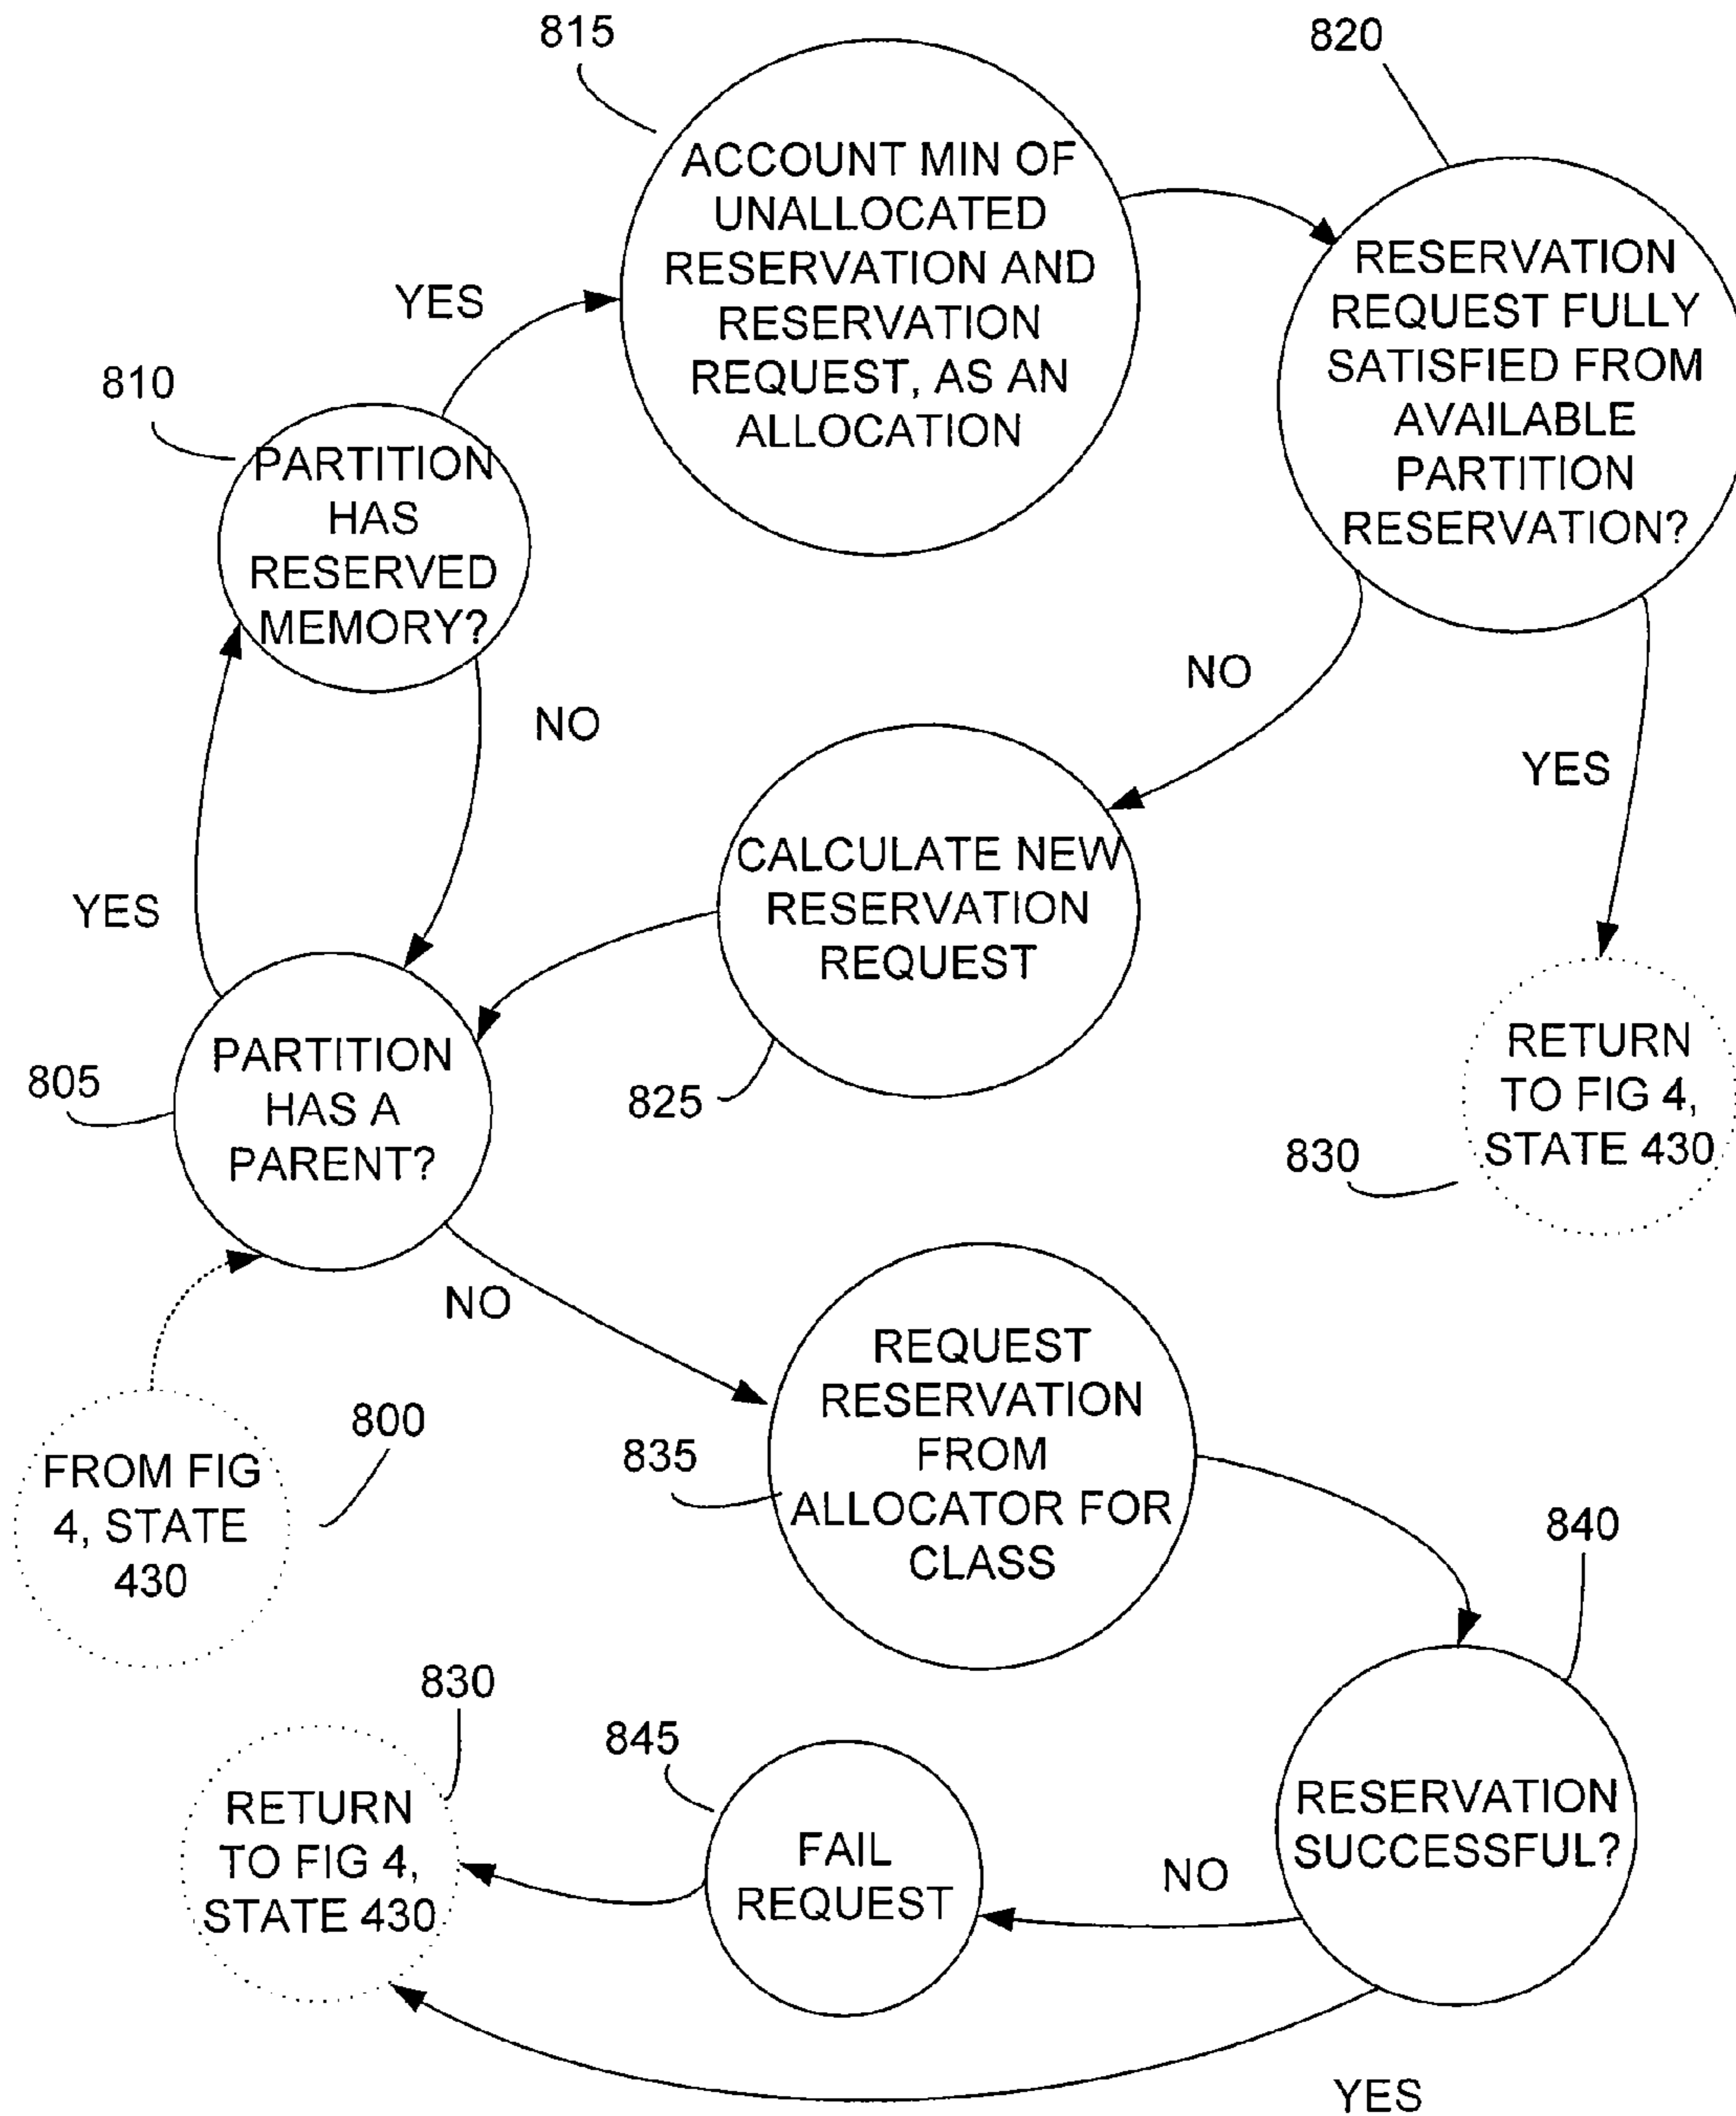 815
820
ACCOUNT MIN OF
UNALLOCATED
RESERVATION AND
RESERVATION
REQUEST, AS AN
ALLOCATION
RESERVATION
REQUEST FULLY
SATISFIED FROM
AVAILABLE
PARTITION
RESERVATION?
YES
810
PARTITION
HAS
RESERVED
MEMORY?
NO
NO
YES
YES
CALCULATE NEW
RESERVATION
REQUEST
825
805
PARTITION
HAS A
PARENT?
RETURN
TO FIG 4,
STATE 430
830
NO
REQUEST
RESERVATION
FROM
ALLOCATOR FOR
CLASS
835
800
FROM FIG
4, STATE
430
840
830
845
RETURN
TO FIG 4,
STATE 430
FAIL
REQUEST
NO
RESERVATION
SUCCESSFUL?
YES